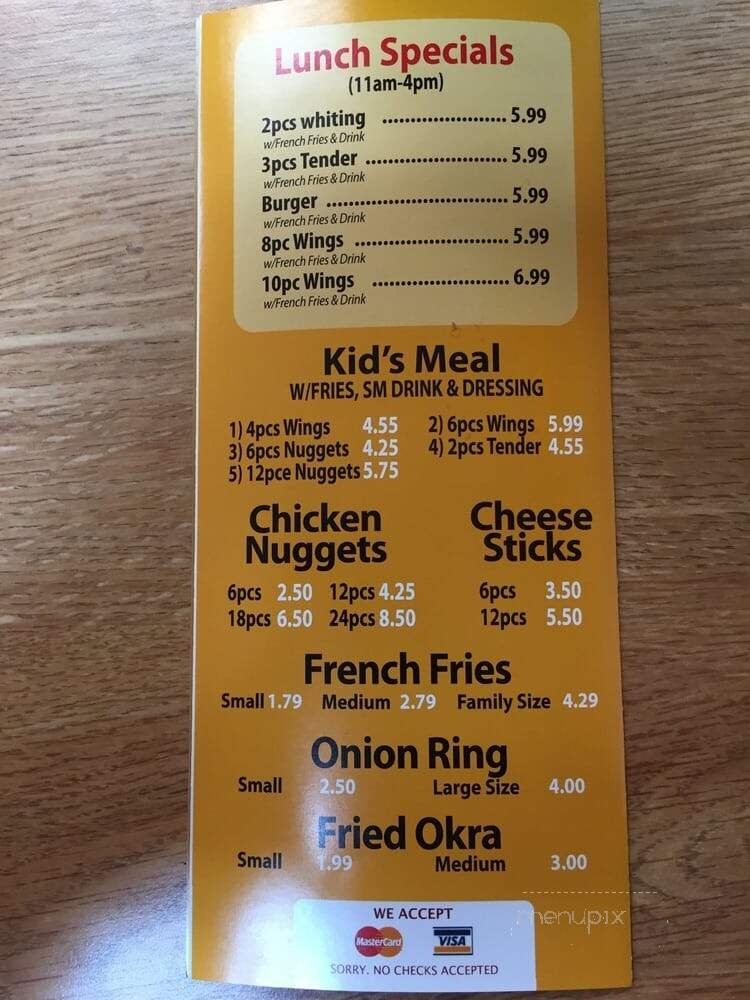 Lunch Specials
(11am-4pm)
2pcs whiting ........................ 5.99
w/French Fries & Drink
3pcs Tender ........................... 5.99
w/French Fries & Drink
Burger ................................... 5.99
w/French Fries & Drink
8pc Wings ............................. 5.99
w/French Fries & Drink
10pc Wings .......................... 6.99
w/French Fries & Drink
Kid's Meal
W/FRIES, SM DRINK & DRESSING
1) 4pcs Wings 4.55 2) 6pcs Wings 5.99
3) 6pcs Nuggets 4.25 4) 2pcs Tender 4.55
5) 12pce Nuggets 5.75
Chicken Nuggets
6pcs 2.50 12pcs 4.25
18pcs 6.50 24pcs 8.50
Cheese Sticks
6pcs 3.50
12pcs 5.50
French Fries
Small 1.79 Medium 2.79 Family Size 4.29
Onion Ring
Small 2.50 Large Size 4.00
Fried Okra
Small 1.99 Medium 3.00
WE ACCEPT
MasterCard VISA
SORRY. NO CHECKS ACCEPTED
menupix